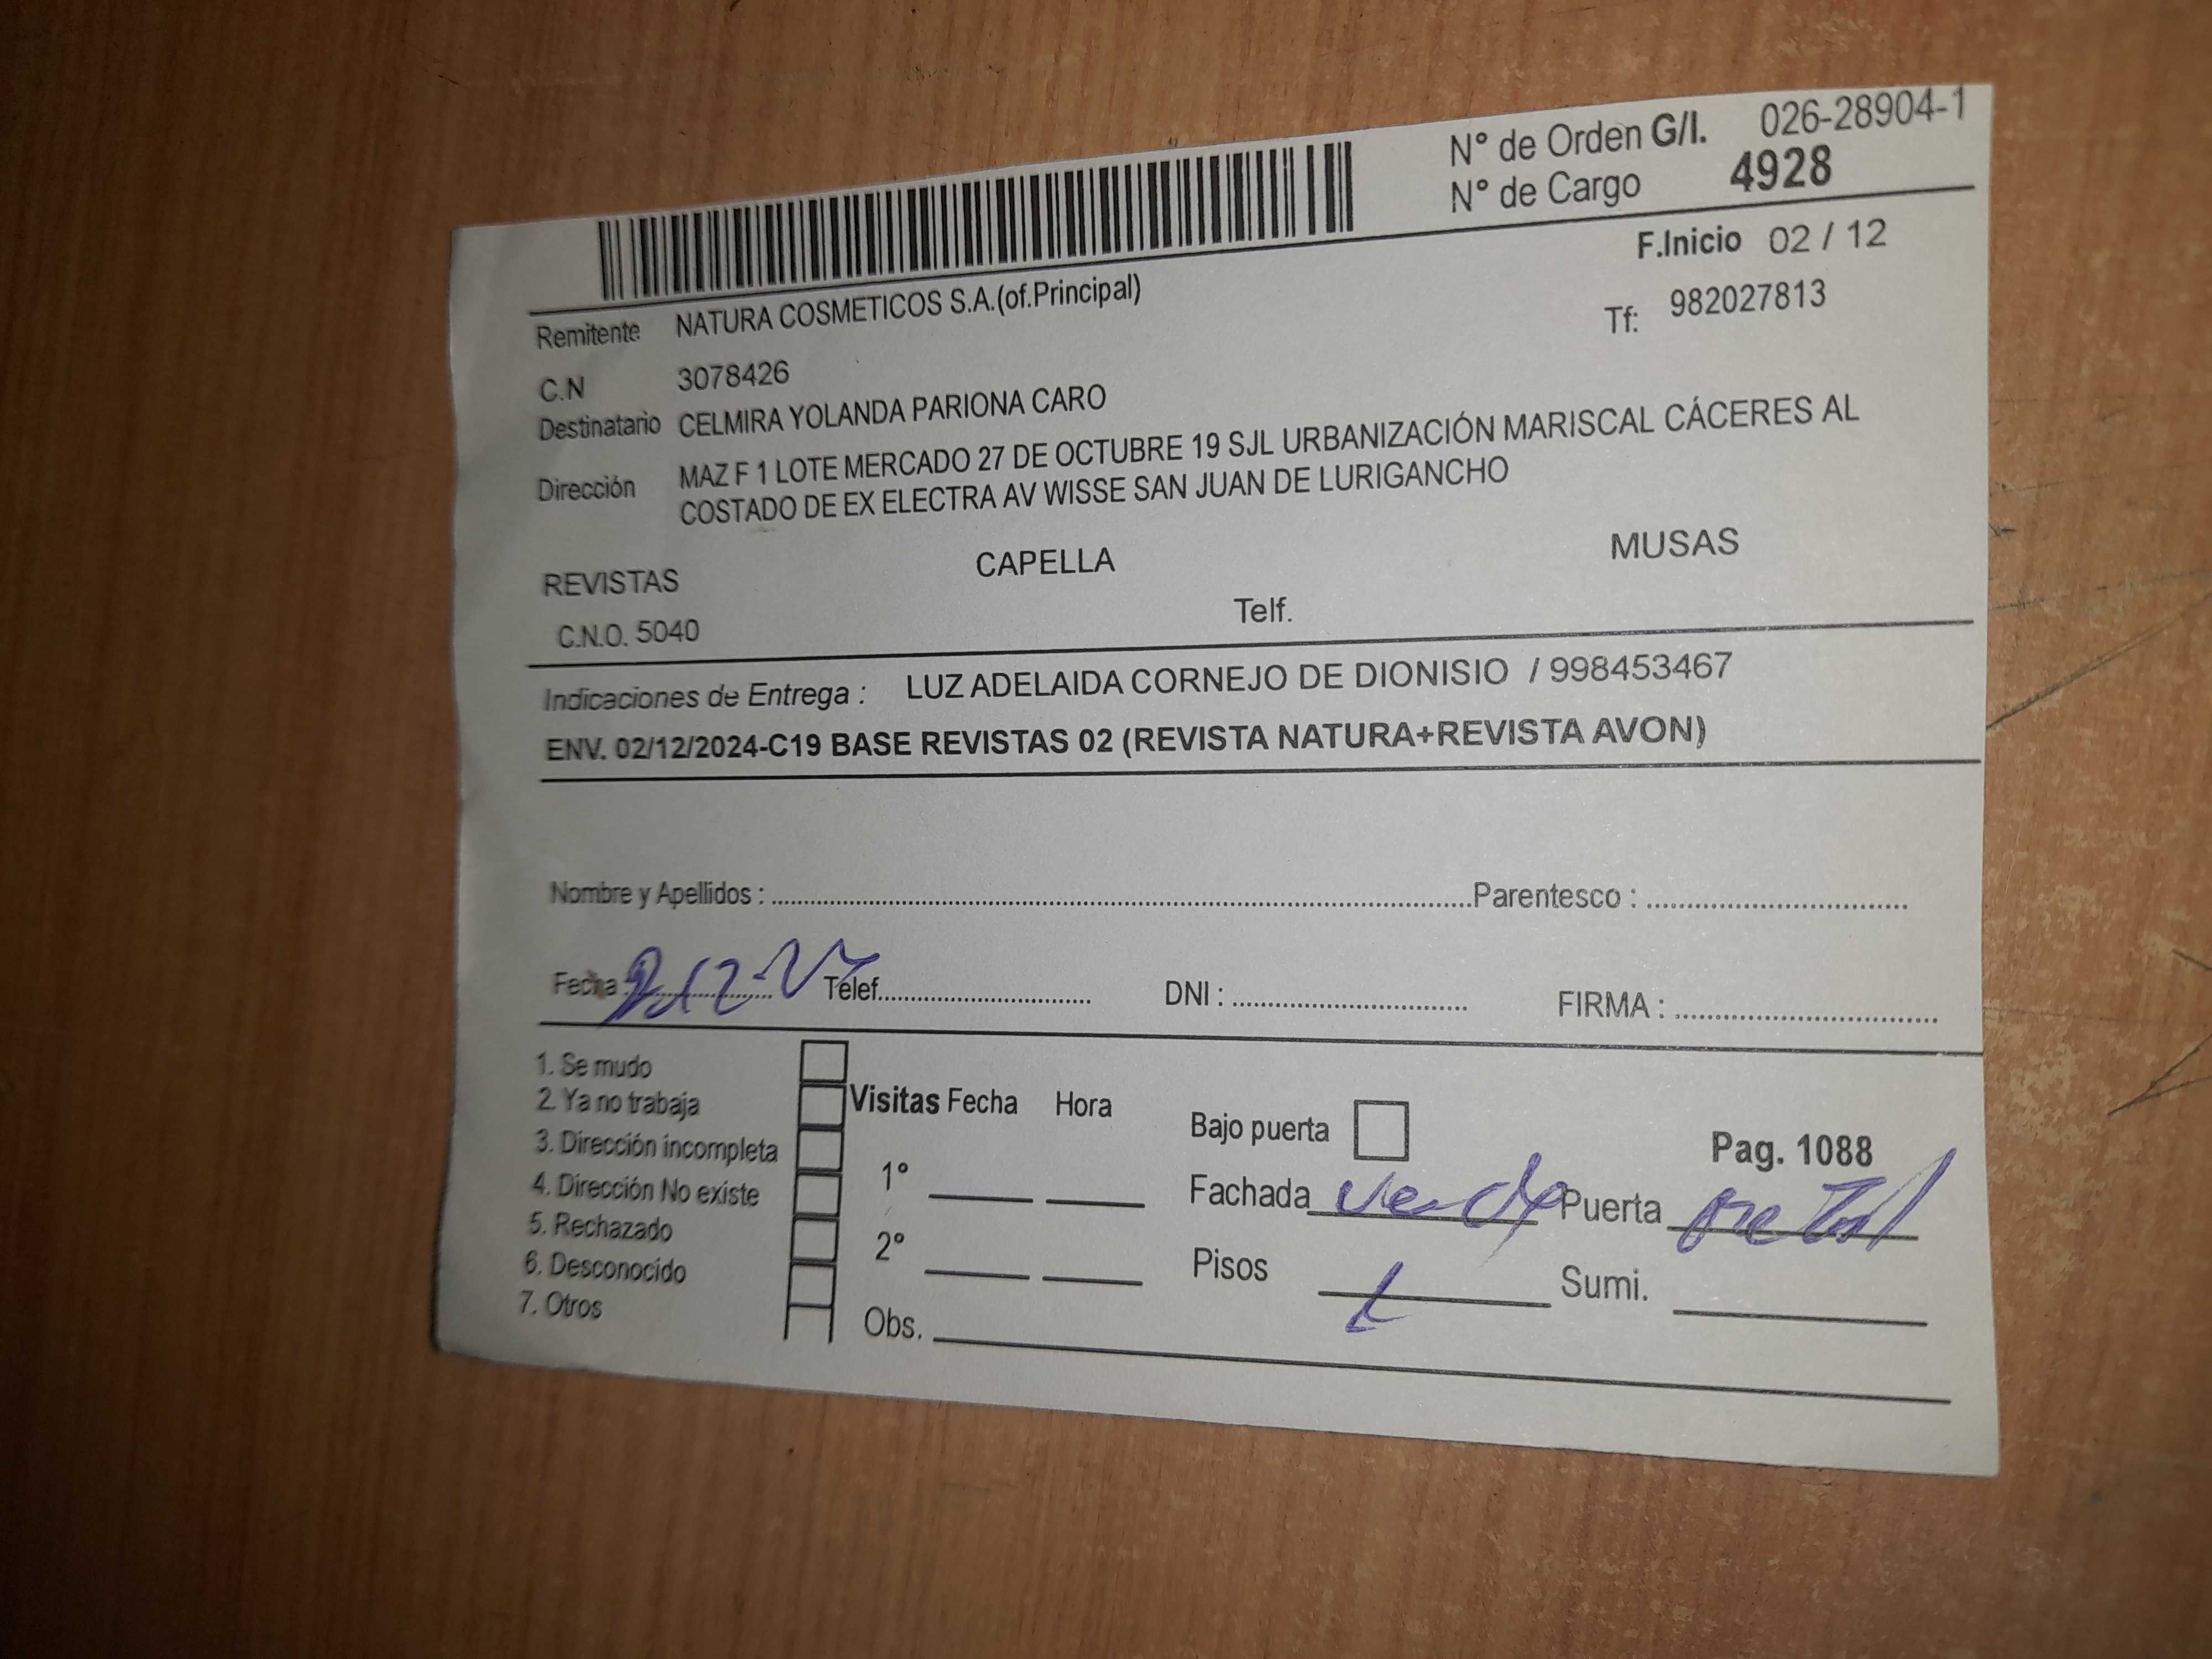 N° de Orden G/I. 026-28904-1
N° de Cargo 4928
F.Inicio 02 / 12
Remitente NATURA COSMETICOS S.A.(of.Principal)
Tf: 982027813
C.N 3078426
Destinatario CELMIRA YOLANDA PARIONA CARO
Dirección MAZ F 1 LOTE MERCADO 27 DE OCTUBRE 19 SJL URBANIZACIÓN MARISCAL CÁCERES AL
COSTADO DE EX ELECTRA AV WISSE SAN JUAN DE LURIGANCHO
REVISTAS CAPELLA MUSAS
C.N.O. 5040 Telf.
Indicaciones de Entrega : LUZ ADELAIDA CORNEJO DE DIONISIO / 998453467
ENV. 02/12/2024-C19 BASE REVISTAS 02 (REVISTA NATURA+REVISTA AVON)
Nombre y Apellidos : Parentesco :
Fecha : Telef. DNI : FIRMA :
1. Se mudo
2. Ya no trabaja
3. Dirección incompleta
4. Dirección No existe
5. Rechazado
6. Desconocido
7. Otros
Visitas Fecha Hora
1°
2°
Obs.
Bajo puerta
Pag. 1088
Fachada verde Puerta metal
Pisos 1 Sumi.